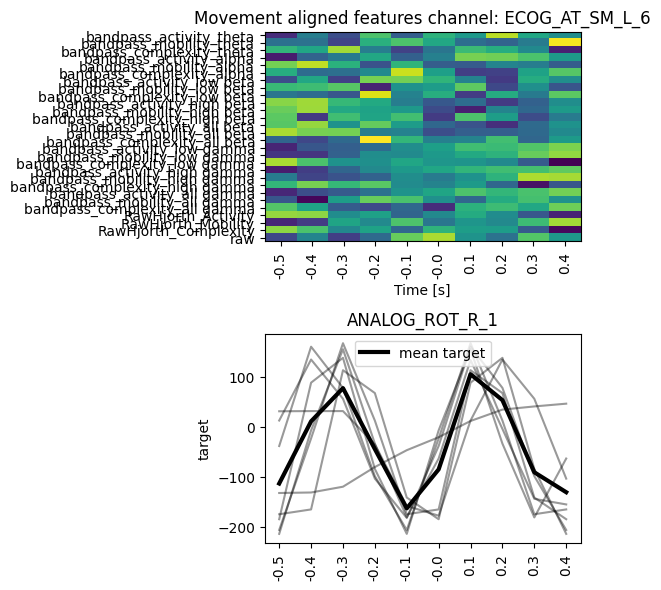 Movement aligned features channel: ECOG_AT_SM_L_6
bandpass_activity_theta
bandpass_mobility_theta
bandpass_complexity_theta
bandpass_activity_alpha
bandpass_mobility_alpha
bandpass_complexity_alpha
bandpass_activity_low beta
bandpass_mobility_low beta
bandpass_complexity_low beta
bandpass_activity_high beta
bandpass_mobility_high beta
bandpass_complexity_high beta
bandpass_activity_all beta
bandpass_mobility_all beta
bandpass_complexity_all beta
bandpass_activity_low gamma
bandpass_mobility_low gamma
bandpass_complexity_low gamma
bandpass_activity_high gamma
bandpass_mobility_high gamma
bandpass_complexity_high gamma
bandpass_activity_all gamma
bandpass_mobility_all gamma
bandpass_complexity_all gamma
RawHjorth_Activity
RawHjorth_Mobility
RawHjorth_Complexity
raw
-0.5 -0.4 -0.3 -0.2 -0.1 -0.0 0.1 0.2 0.3 0.4
Time [s]
ANALOG_ROT_R_1
mean target
100
0
−100
−200
target
-0.5 -0.4 -0.3 -0.2 -0.1 -0.0 0.1 0.2 0.3 0.4